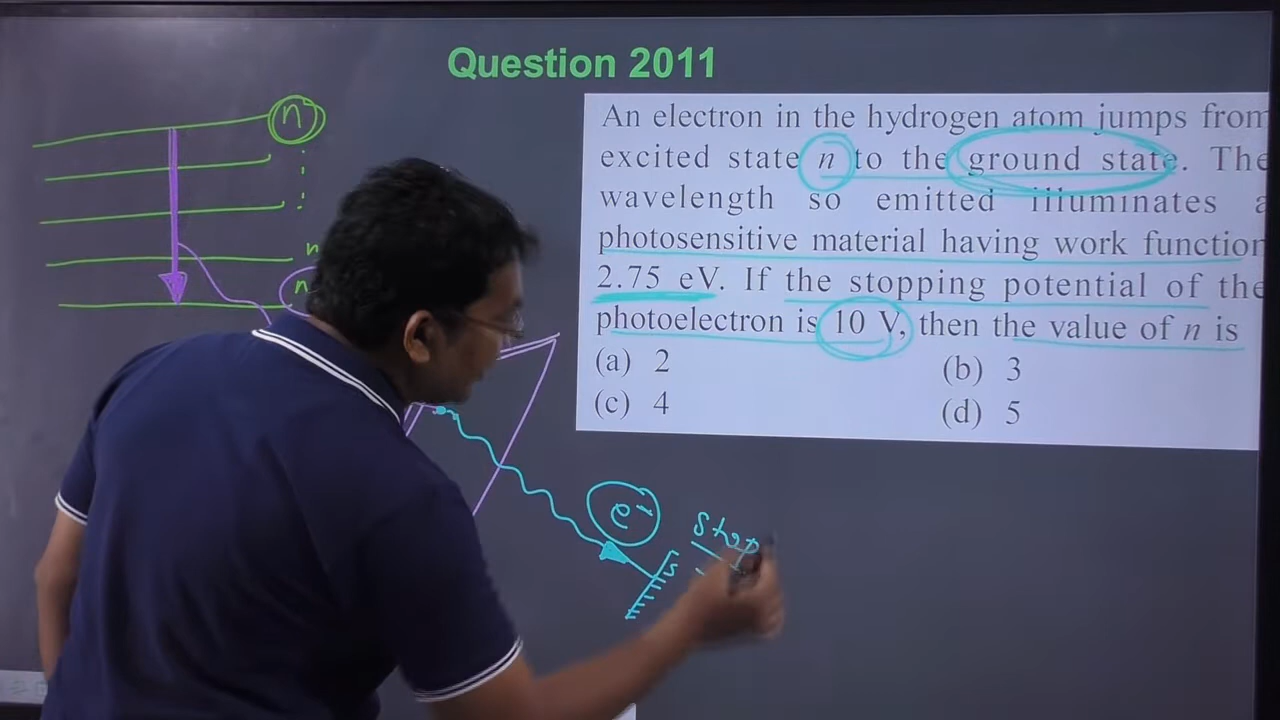 Question 2011
An electron in the hydrogen atom jumps from
excited state n to the ground state. The
wavelength so emitted illuminates a
photosensitive material having work function
2.75 eV. If the stopping potential of the
photoelectron is 10 V, then the value of n is
(a) 2 (b) 3
(c) 4 (d) 5
n
n
n
e-
Stop